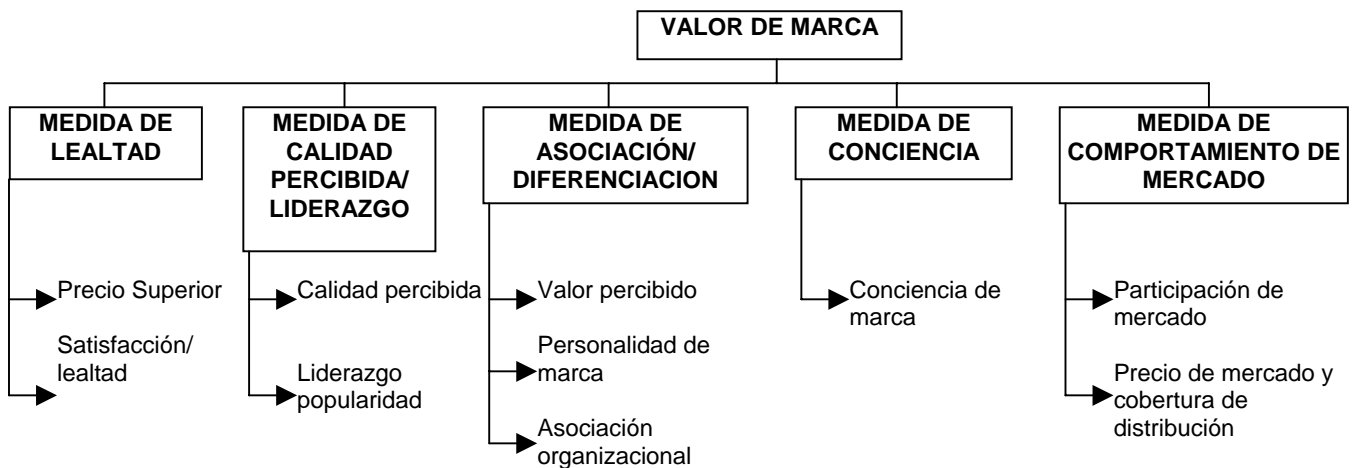 VALOR DE MARCA
MEDIDA DE
LEALTAD
Precio Superior
Satisfacción/
lealtad
MEDIDA DE
CALIDAD
PERCIBIDA/
LIDERAZGO
Calidad percibida
Liderazgo
popularidad
MEDIDA DE
ASOCIACIÓN/
DIFERENCIACION
Valor percibido
Personalidad de
marca
Asociación
organizacional
MEDIDA DE
CONCIENCIA
Conciencia de
marca
MEDIDA DE
COMPORTAMIENTO DE
MERCADO
Participación de
mercado
Precio de mercado y
cobertura de
distribución